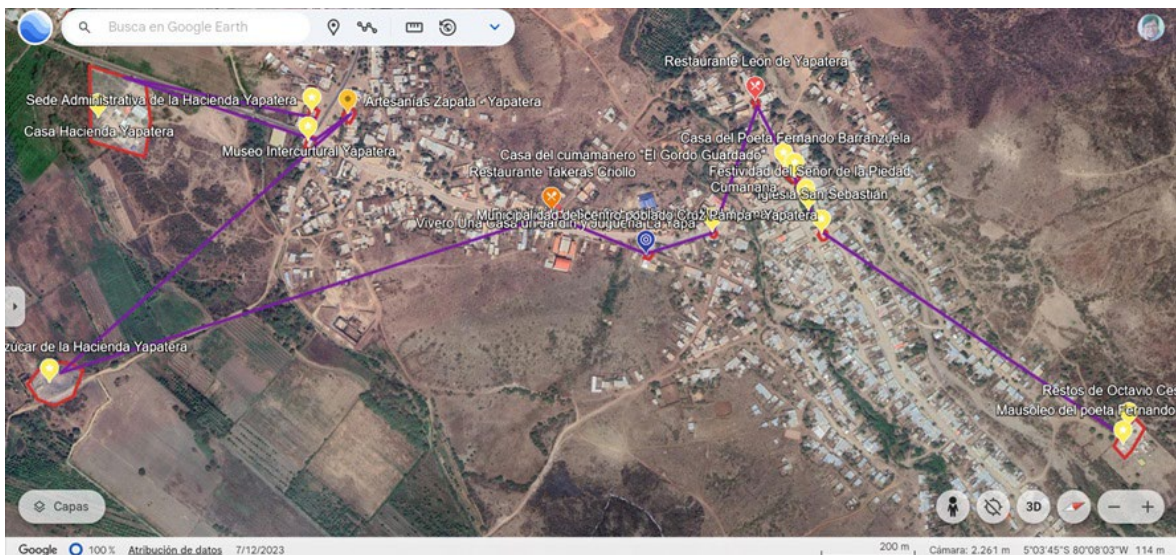 Busca en Google Earth
Restaurante León de Yapatera
Sede Administrativa de la Hacienda Yapatera
Artesanías Zapata - Yapatera
Casa Hacienda Yapatera
Museo Intercurtural Yapatera
Casa del Poeta Fernando Barranzuela
Casa del cumamanero "El Gordo Guardado"
Restaurante Takeras Criollo
Festividad del Señor de la Piedad
Cumanana
Iglesia San Sebastián
Municipalidad del centro poblado Cruz Pampa - Yapatera
Vivero Una Casa un Jardín y Juguería La Yapa
zúcar de la Hacienda Yapatera
Restos de Octavio Ces
Mausoleo del poeta Fernando
Capas
3D
Google 100 % Atribución de datos 7/12/2023 200 m Cámara: 2.261 m 5°03'45"S 80°08'03"W 114 m